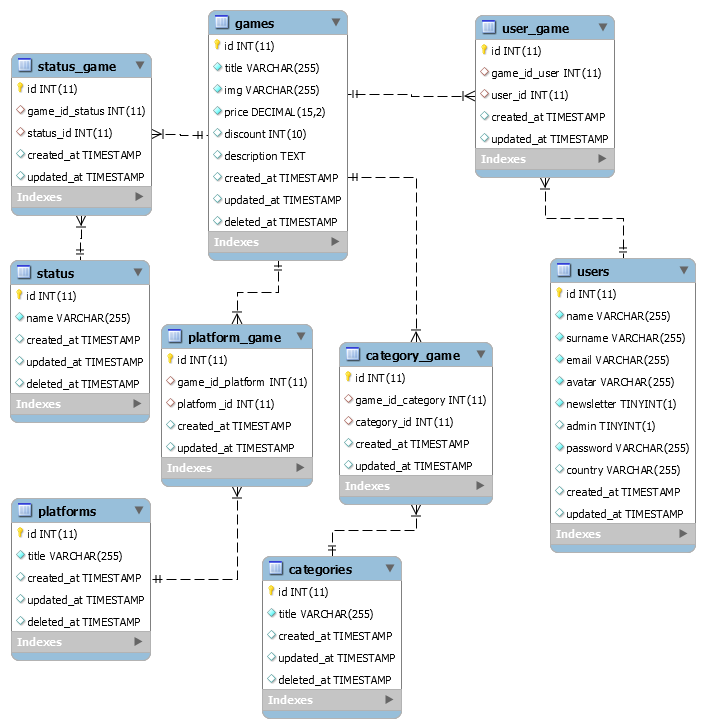 games
id INT(11)
title VARCHAR(255)
img VARCHAR(255)
price DECIMAL(15,2)
discount INT(10)
description TEXT
created_at TIMESTAMP
updated_at TIMESTAMP
deleted_at TIMESTAMP
Indexes
user_game
id INT(11)
game_id_user INT(11)
user_id INT(11)
created_at TIMESTAMP
updated_at TIMESTAMP
Indexes
status_game
id INT(11)
game_id_status INT(11)
status_id INT(11)
created_at TIMESTAMP
updated_at TIMESTAMP
Indexes
status
id INT(11)
name VARCHAR(255)
created_at TIMESTAMP
updated_at TIMESTAMP
deleted_at TIMESTAMP
Indexes
users
id INT(11)
name VARCHAR(255)
surname VARCHAR(255)
email VARCHAR(255)
avatar VARCHAR(255)
newsletter TINYINT(1)
admin TINYINT(1)
password VARCHAR(255)
country VARCHAR(255)
created_at TIMESTAMP
updated_at TIMESTAMP
Indexes
platform_game
id INT(11)
game_id_platform INT(11)
platform_id INT(11)
created_at TIMESTAMP
updated_at TIMESTAMP
Indexes
category_game
id INT(11)
game_id_category INT(11)
category_id INT(11)
created_at TIMESTAMP
updated_at TIMESTAMP
Indexes
platforms
id INT(11)
title VARCHAR(255)
created_at TIMESTAMP
updated_at TIMESTAMP
deleted_at TIMESTAMP
Indexes
categories
id INT(11)
title VARCHAR(255)
created_at TIMESTAMP
updated_at TIMESTAMP
deleted_at TIMESTAMP
Indexes